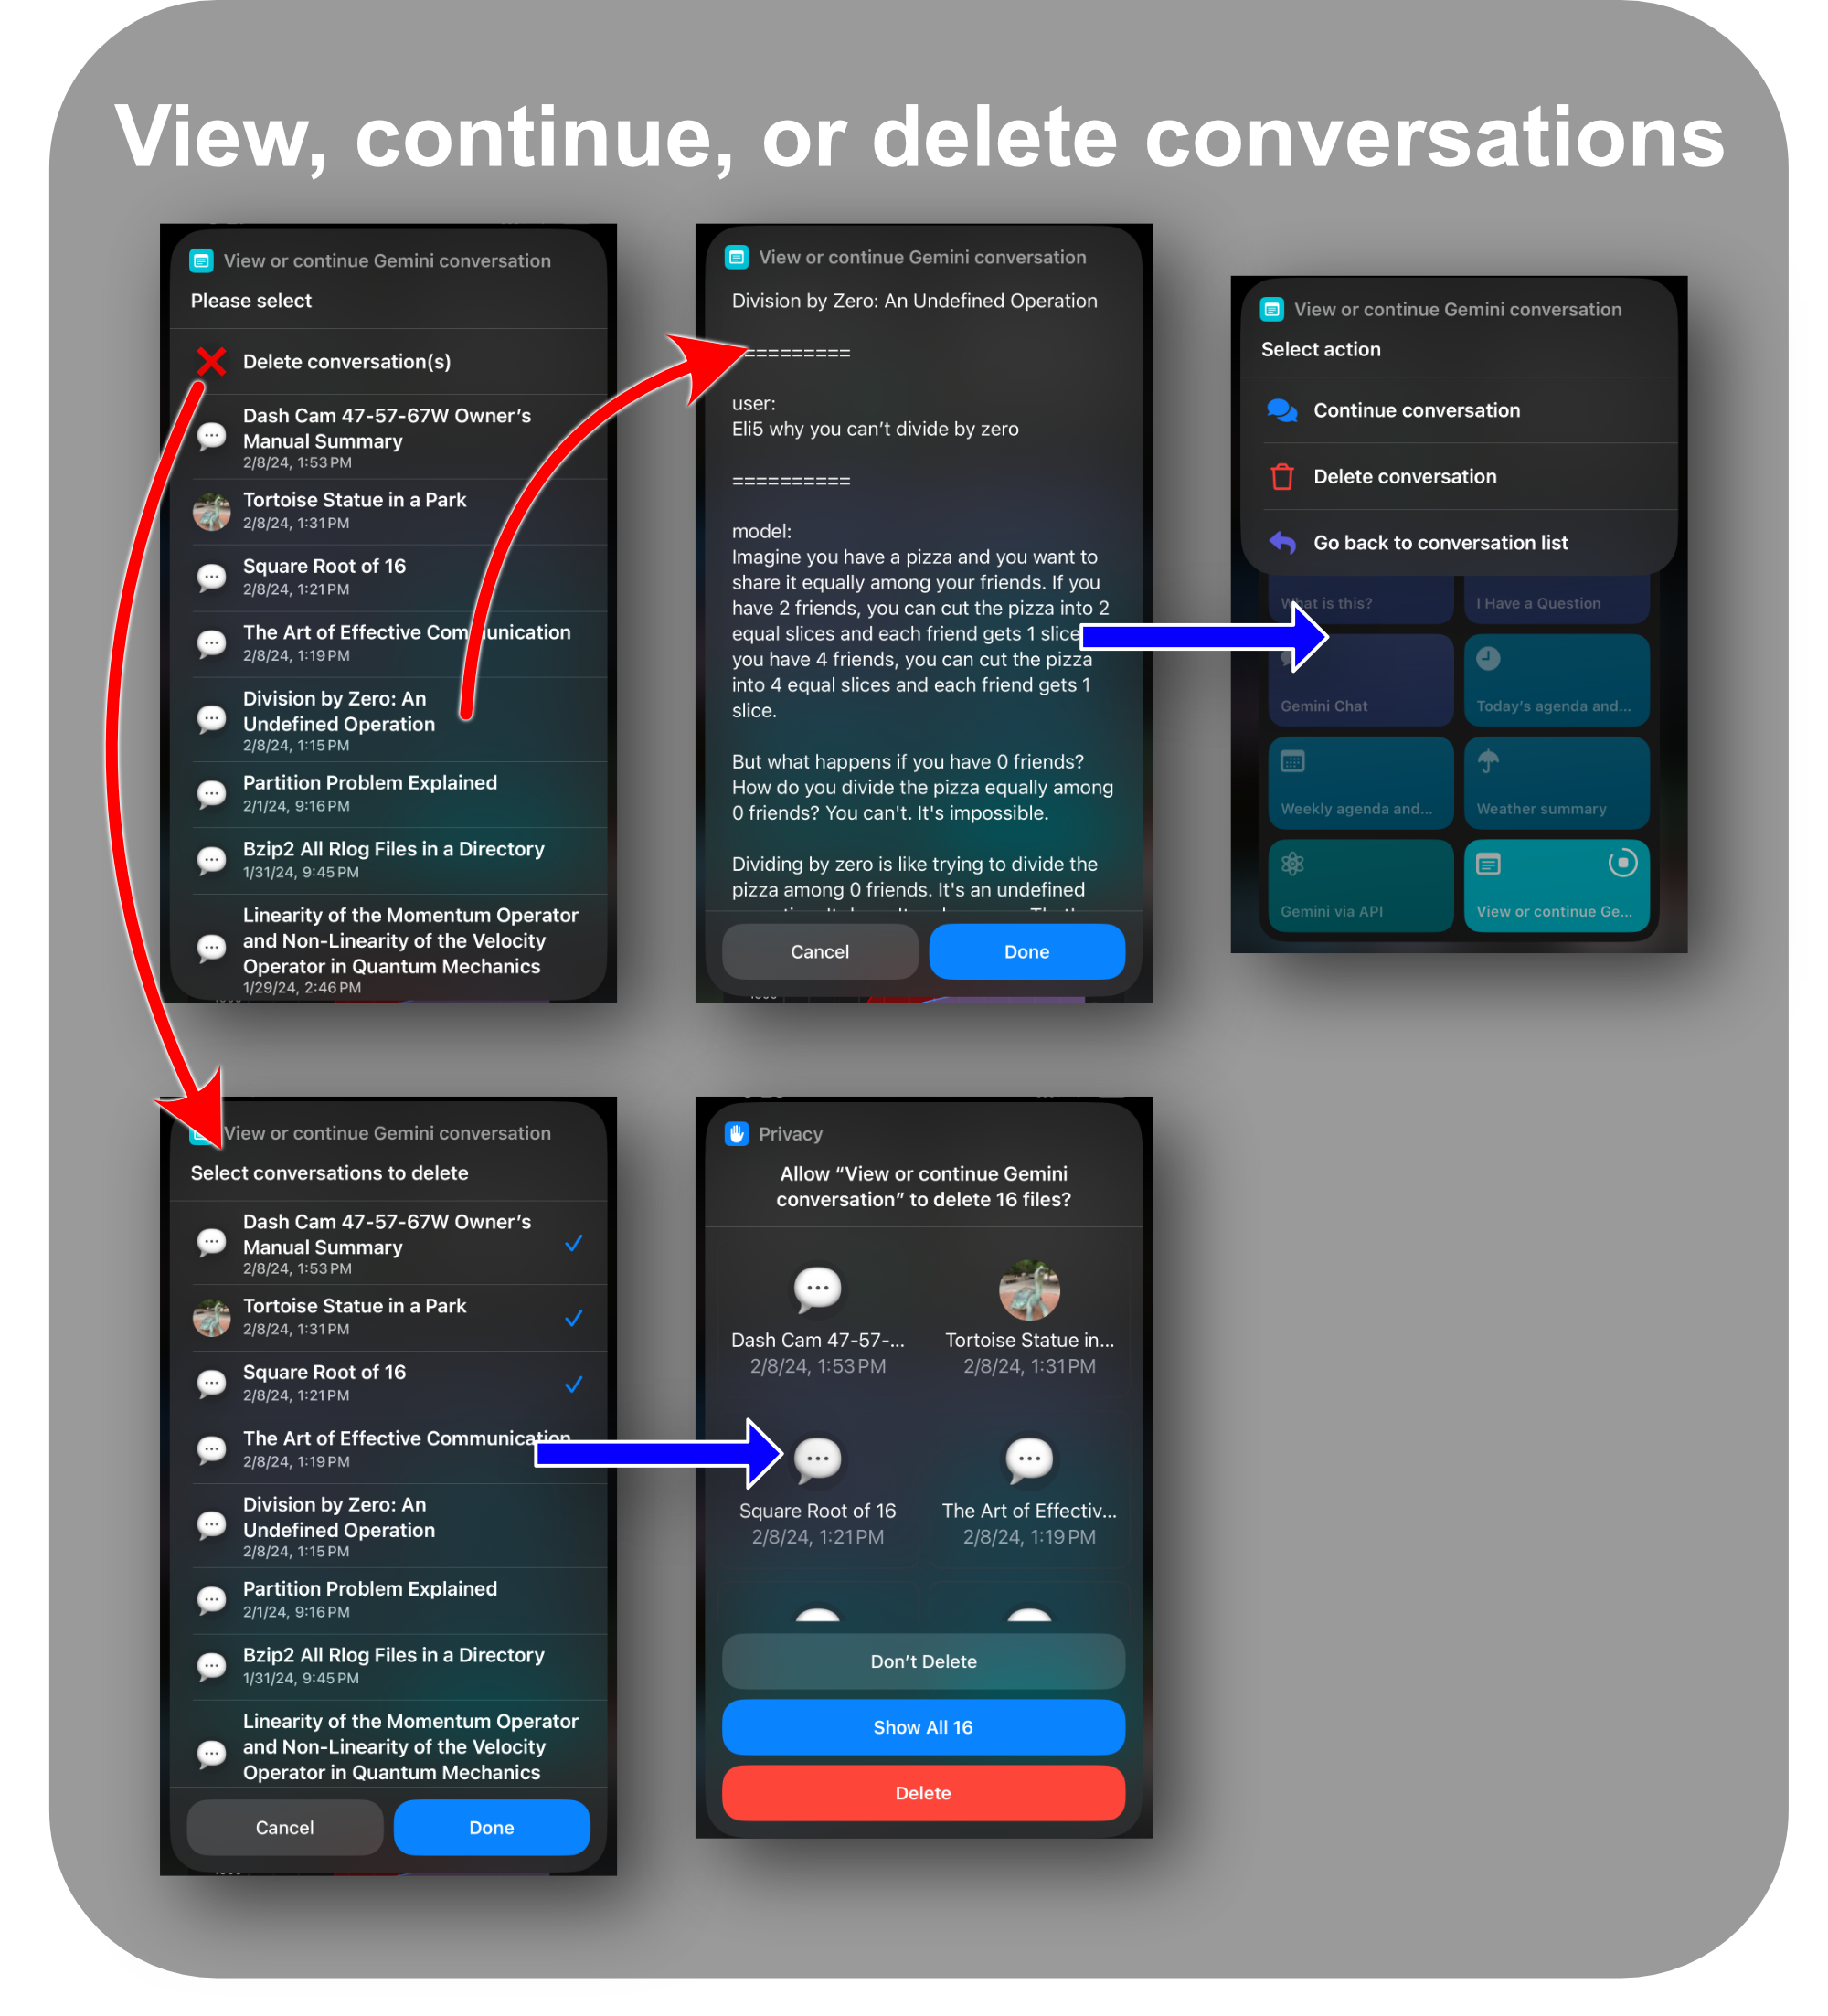 View, continue, or delete conversations
View or continue Gemini conversation
Please select
Delete conversation(s)
Dash Cam 47-57-67W Owner's
Manual Summary
2/8/24, 1:53 PM
Tortoise Statue in a Park
2/8/24, 1:31 PM
Square Root of 16
2/8/24, 1:21 PM
The Art of Effective Communication
2/8/24, 1:19 PM
Division by Zero: An
Undefined Operation
2/8/24, 1:15 PM
Partition Problem Explained
2/1/24, 9:16 PM
Bzip2 All Rlog Files in a Directory
1/31/24, 9:45 PM
Linearity of the Momentum Operator
and Non-Linearity of the Velocity
Operator in Quantum Mechanics
1/29/24, 2:46 PM
View or continue Gemini conversation
Division by Zero: An Undefined Operation
==========
user:
Eli5 why you can't divide by zero
==========
model:
Imagine you have a pizza and you want to
share it equally among your friends. If you
have 2 friends, you can cut the pizza into 2
equal slices and each friend gets 1 slice
you have 4 friends, you can cut the pizza
into 4 equal slices and each friend gets 1
slice.
But what happens if you have 0 friends?
How do you divide the pizza equally among
0 friends? You can't. It's impossible.
Dividing by zero is like trying to divide the
pizza among 0 friends. It's an undefined
Cancel
Done
View or continue Gemini conversation
Select action
Continue conversation
Delete conversation
Go back to conversation list
What is this?
I Have a Question
Gemini Chat
Today's agenda and...
Weekly agenda and...
Weather summary
Gemini via API
View or continue Ge...
View or continue Gemini conversation
Select conversations to delete
Dash Cam 47-57-67W Owner's
Manual Summary
2/8/24, 1:53 PM
Tortoise Statue in a Park
2/8/24, 1:31 PM
Square Root of 16
2/8/24, 1:21 PM
The Art of Effective Communication
2/8/24, 1:19 PM
Division by Zero: An
Undefined Operation
2/8/24, 1:15 PM
Partition Problem Explained
2/1/24, 9:16 PM
Bzip2 All Rlog Files in a Directory
1/31/24, 9:45 PM
Linearity of the Momentum Operator
and Non-Linearity of the Velocity
Operator in Quantum Mechanics
Cancel
Done
Privacy
Allow “View or continue Gemini
conversation” to delete 16 files?
Dash Cam 47-57-...
2/8/24, 1:53 PM
Tortoise Statue in...
2/8/24, 1:31 PM
Square Root of 16
2/8/24, 1:21 PM
The Art of Effectiv...
2/8/24, 1:19 PM
Don't Delete
Show All 16
Delete